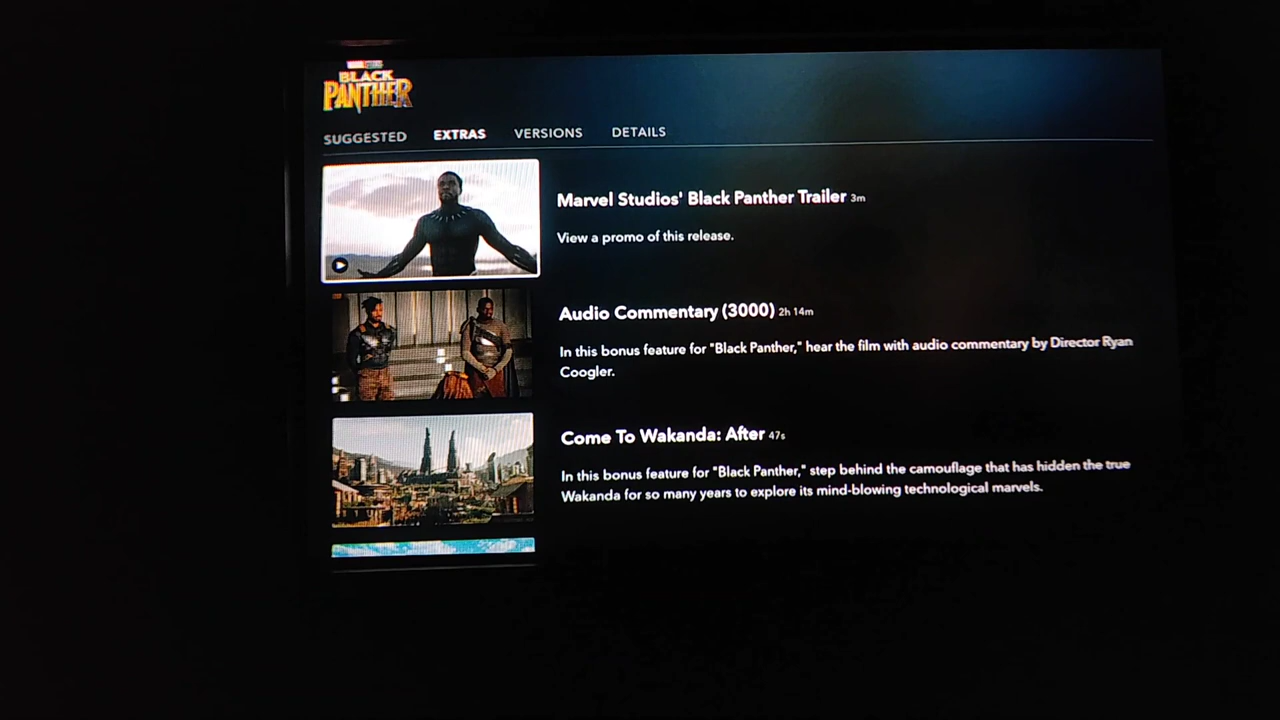 BLACK
PANTHER
SUGGESTED EXTRAS VERSIONS DETAILS
Marvel Studios' Black Panther Trailer 3m
View a promo of this release.
Audio Commentary (3000) 2h 14m
In this bonus feature for "Black Panther," hear the film with audio commentary by Director Ryan
Coogler.
Come To Wakanda: After 47s
In this bonus feature for "Black Panther," step behind the camouflage that has hidden the true
Wakanda for so many years to explore its mind-blowing technological marvels.